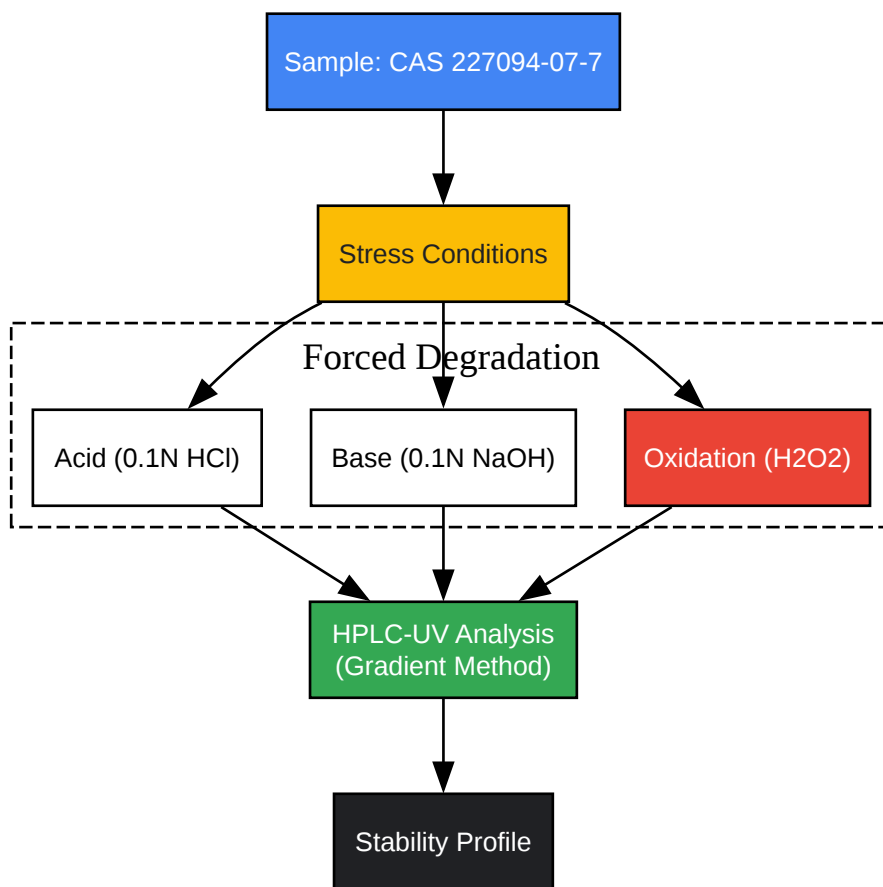 Sample: CAS 227094-07-7
Stress Conditions
Forced Degradation
Acid (0.1N HCl)
Base (0.1N NaOH)
Oxidation (H2O2)
HPLC-UV Analysis
(Gradient Method)
Stability Profile